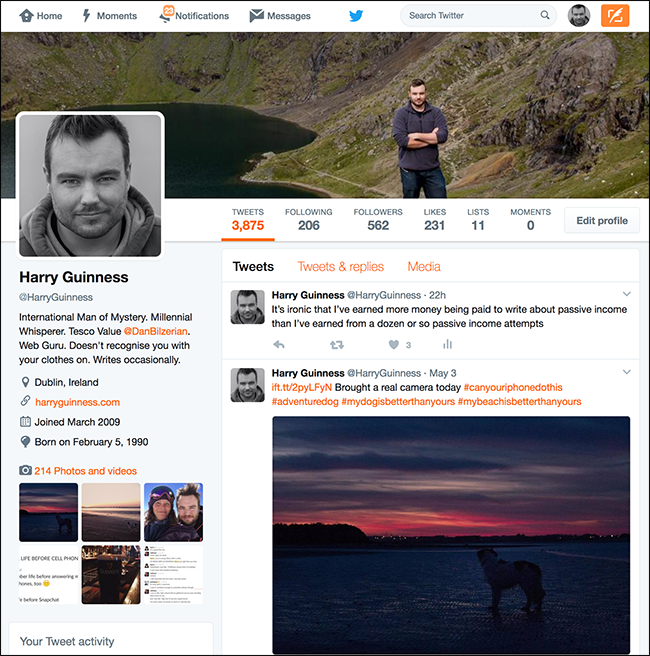 Home
Moments
23
Notifications
Messages
Search Twitter
TWEETS
3,875
FOLLOWING
206
FOLLOWERS
562
LIKES
231
LISTS
11
MOMENTS
0
Edit profile
Harry Guinness
@HarryGuinness
International Man of Mystery. Millennial
Whisperer. Tesco Value @DanBilzerian.
Web Guru. Doesn't recognise you with
your clothes on. Writes occasionally.
Dublin, Ireland
harryguinness.com
Joined March 2009
Born on February 5, 1990
214 Photos and videos
LIFE BEFORE CELL PHON
ber life before answering
hones, too
fe before Snapchat
Your Tweet activity
Tweets
Tweets & replies
Media
Harry Guinness @HarryGuinness · 22h
It's ironic that I've earned more money being paid to write about passive income
than I've earned from a dozen or so passive income attempts
3
Harry Guinness @HarryGuinness · May 3
ift.tt/2pyLFyN Brought a real camera today #canyouriphonedothis
#adventuredog #mydogisbetterthanyours #mybeachisbetterthanyours